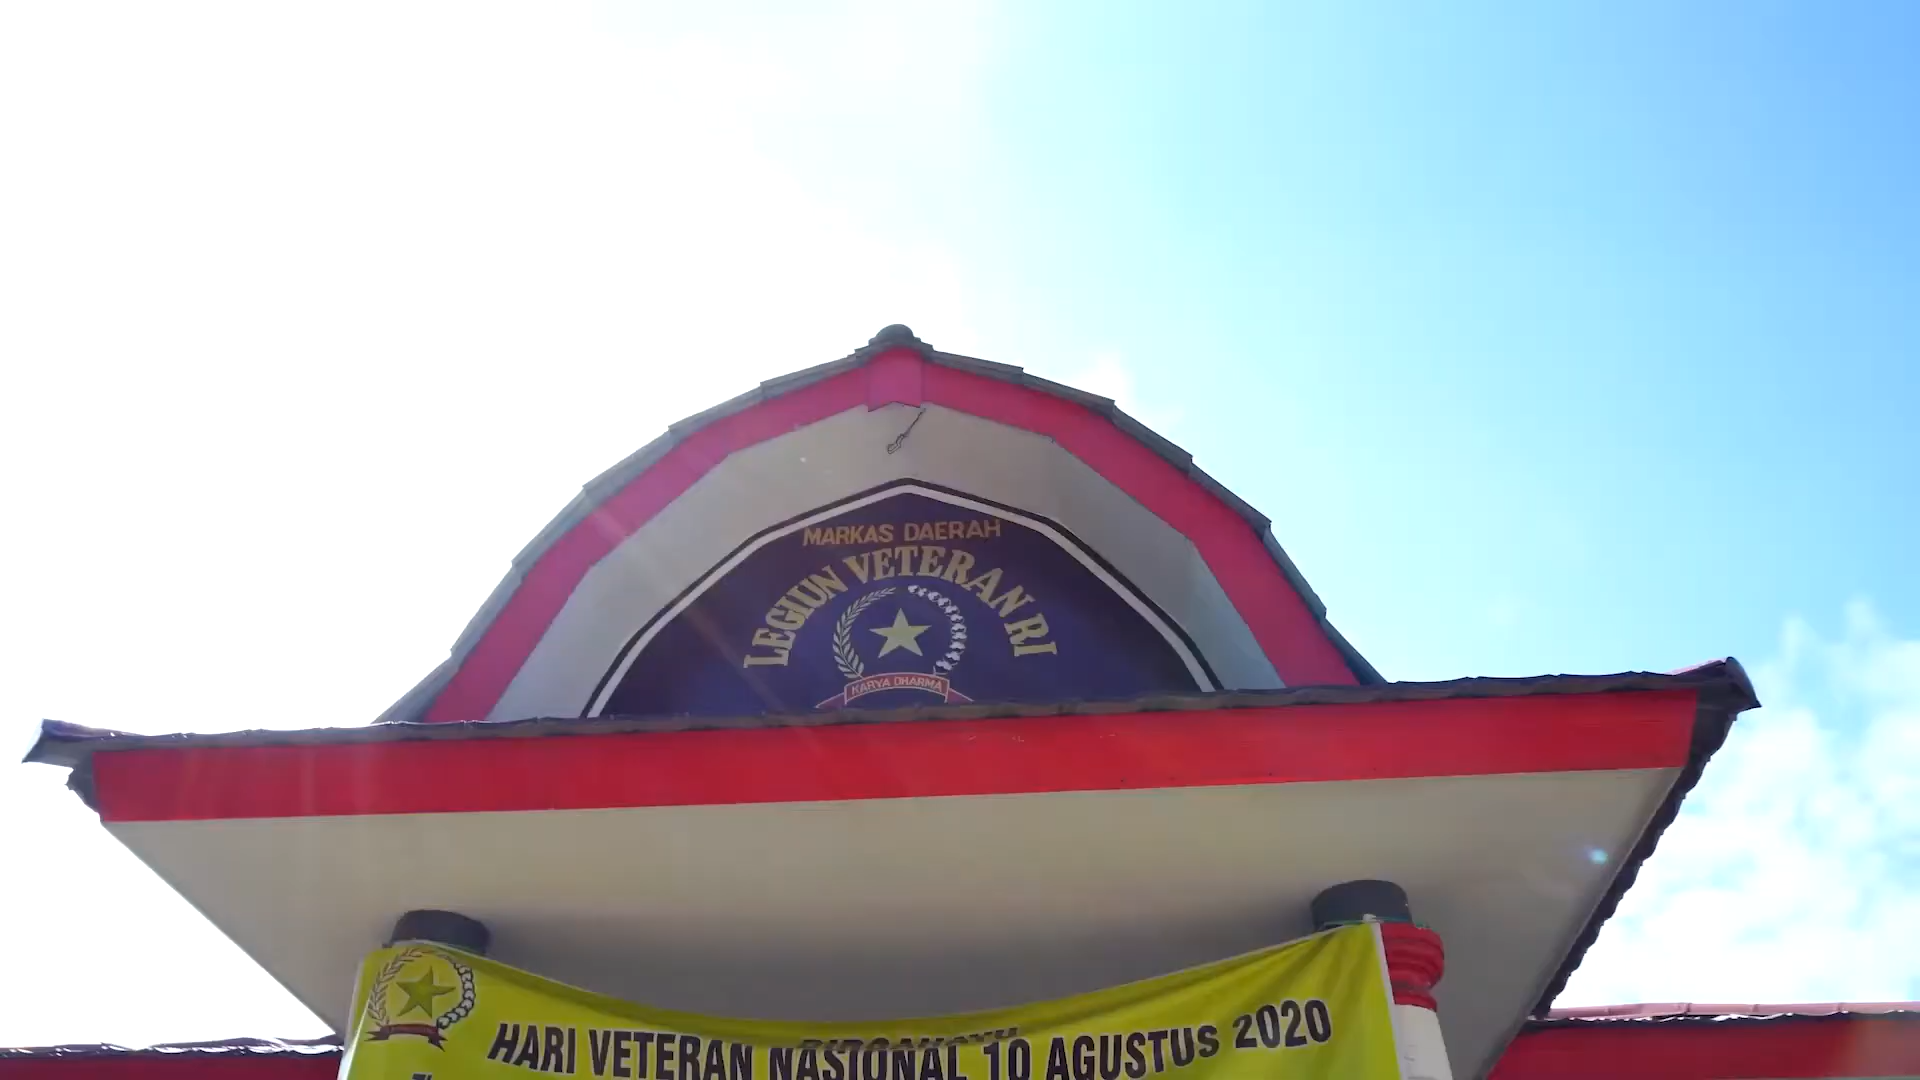 MARKAS DAERAH
LEGIUN VETERAN RI
KARYA DHARMA
HARI VETERAN NASIONAL 10 AGUSTUS 2020